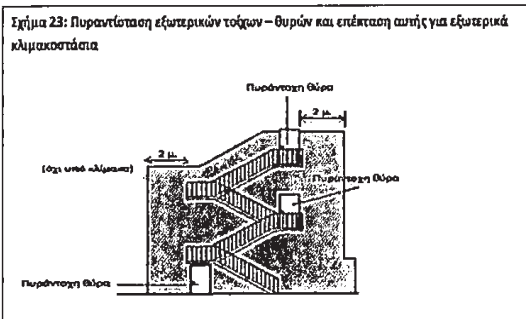 Σχήμα 23: Πυραντίσταση εξωτερικών τοίχων – θυρών και επέκταση αυτής για εξωτερικά
κλιμακοστάσια
Πυράντοχη θύρα
2 μ.
2 μ.
(όχι υπό κλίμακα)
Πυράντοχη θύρα
Πυράντοχη θύρα